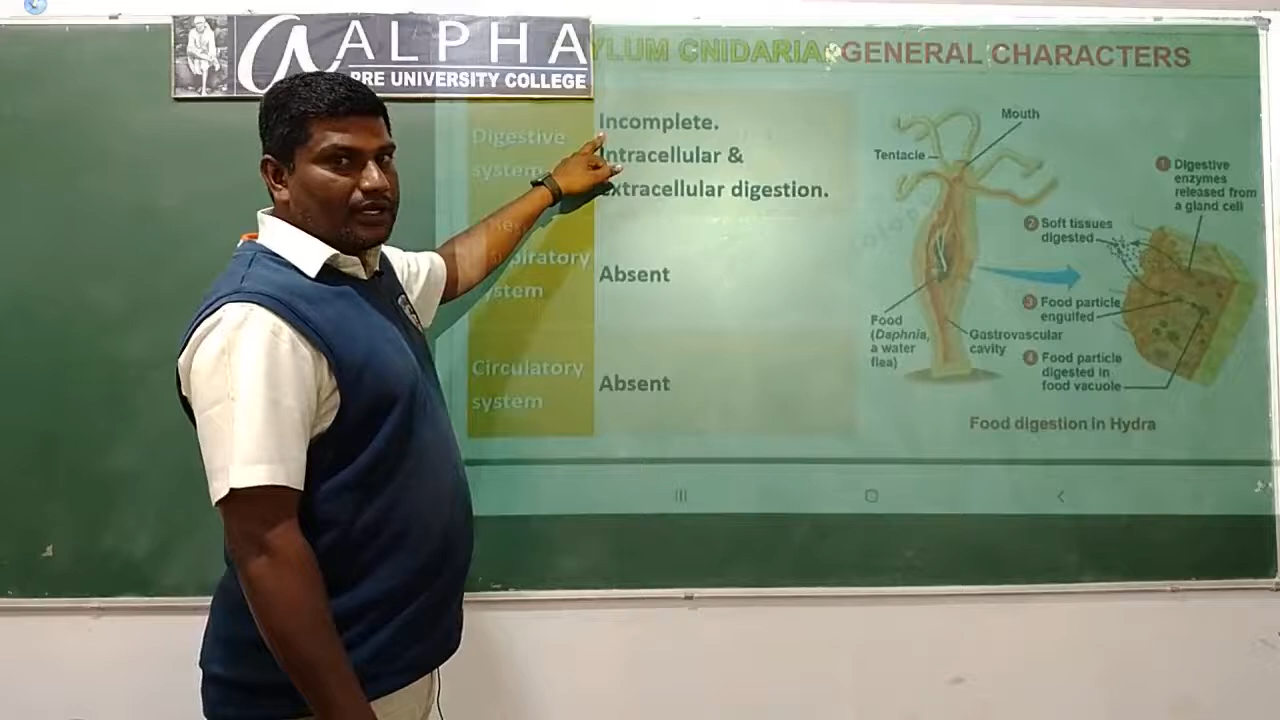 ALPHA
PRE UNIVERSITY COLLEGE
YLUM CNIDARIA: GENERAL CHARACTERS
Digestive
system
Incomplete.
Intracellular &
extracellular digestion.
piratory
ystem
Absent
Circulatory
system
Absent
Mouth
Tentacle
1 Digestive
enzymes
released from
a gland cell
2 Soft tissues
digested
3 Food particle
engulfed
Food
(Daphnia,
a water
flea)
Gastrovascular
cavity
4 Food particle
digested in
food vacuole
Food digestion in Hydra